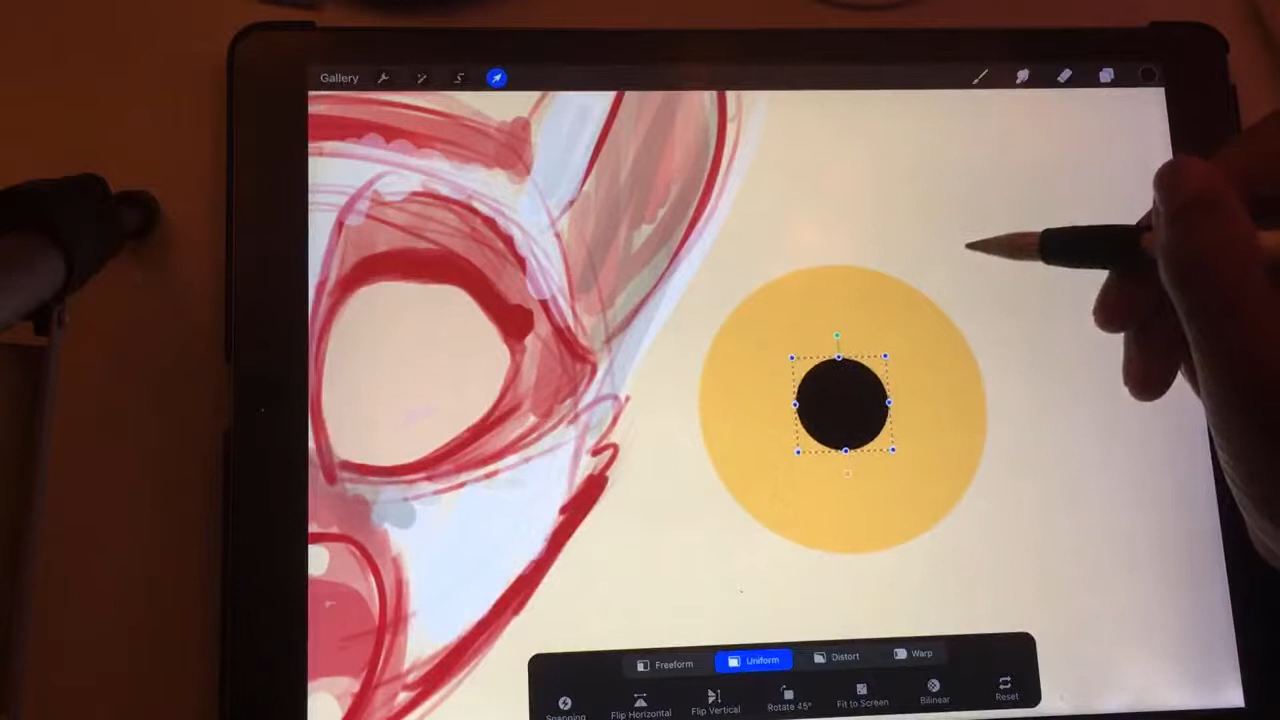 Gallery
Freeform Uniform Distort Warp
Snapping Flip Horizontal Flip Vertical Rotate 45° Fit to Screen Bilinear Reset